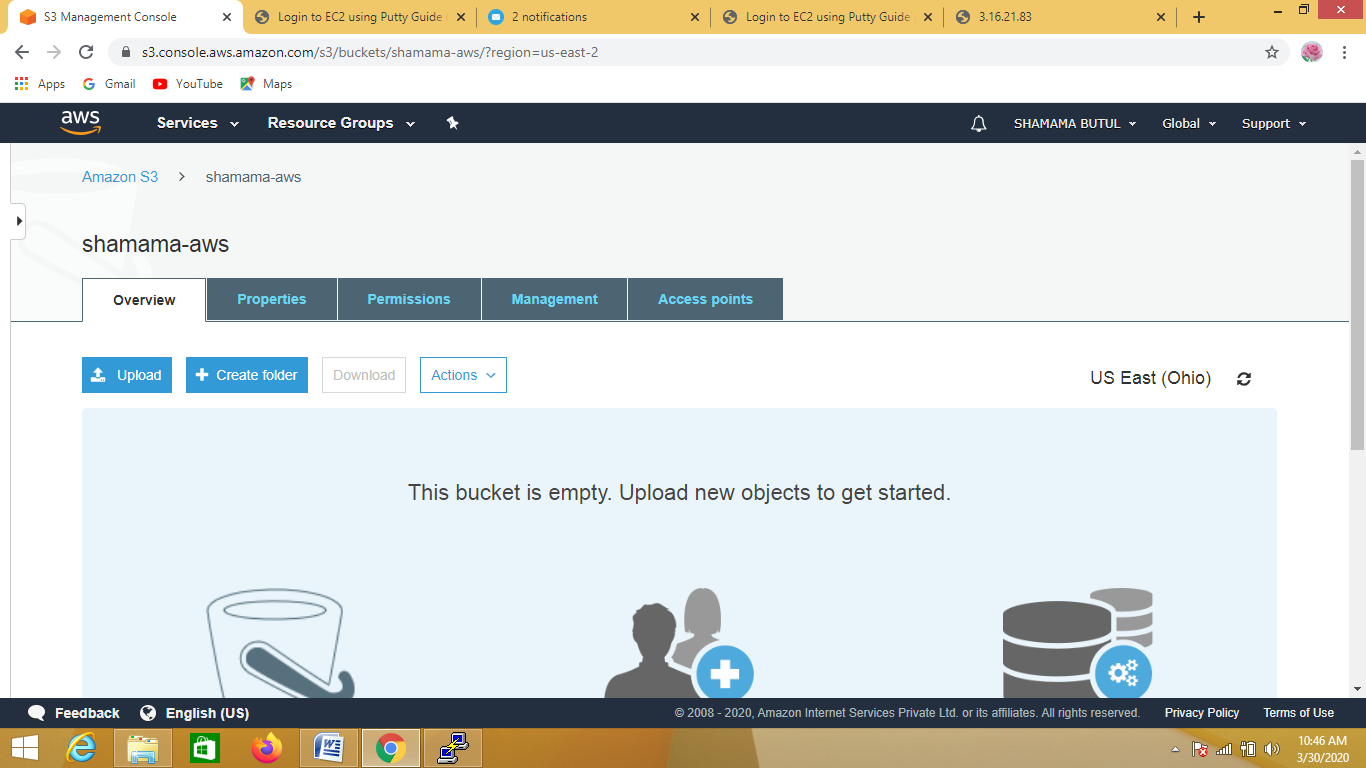 S3 Management Console
Login to EC2 using Putty Guide
2 notifications
Login to EC2 using Putty Guide
3.16.21.83
s3.console.aws.amazon.com/s3/buckets/shamama-aws/?region=us-east-2
Apps Gmail YouTube Maps
aws Services Resource Groups SHAMAMA BUTUL Global Support
Amazon S3 > shamama-aws
shamama-aws
Overview Properties Permissions Management Access points
Upload Create folder Download Actions US East (Ohio)
This bucket is empty. Upload new objects to get started.
Feedback English (US) © 2008 - 2020, Amazon Internet Services Private Ltd. or its affiliates. All rights reserved. Privacy Policy Terms of Use
10:46 AM
3/30/2020